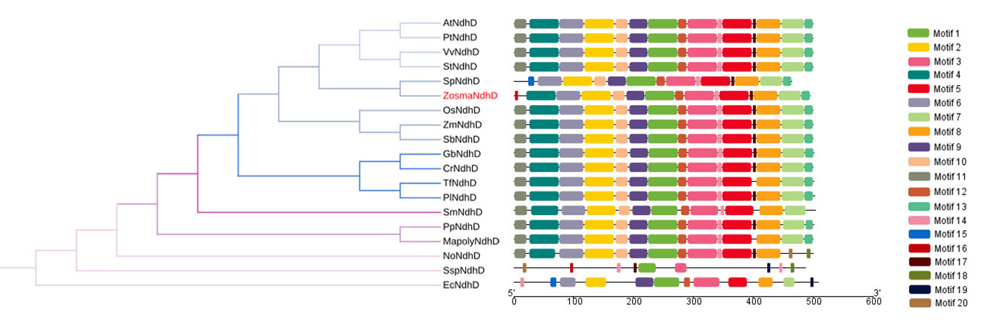 AtNdhD
PtNdhD
VvNdhD
StNdhD
SpNdhD
ZosmaNdhD
OsNdhD
ZmNdhD
SbNdhD
GbNdhD
CrNdhD
TfNdhD
PlNdhD
SmNdhD
PpNdhD
MapolyNdhD
NoNdhD
SspNdhD
EcNdhD
5' 3'
0 100 200 300 400 500 600
Motif 1
Motif 2
Motif 3
Motif 4
Motif 5
Motif 6
Motif 7
Motif 8
Motif 9
Motif 10
Motif 11
Motif 12
Motif 13
Motif 14
Motif 15
Motif 16
Motif 17
Motif 18
Motif 19
Motif 20